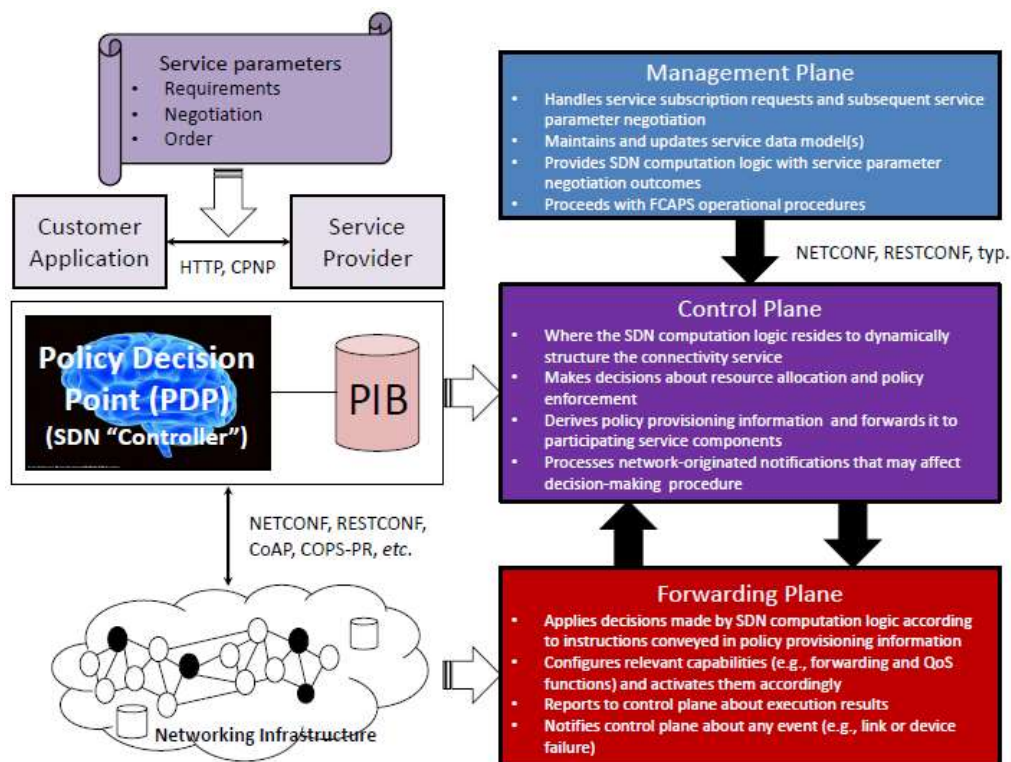 Service parameters
• Requirements
• Negotiation
• Order
Customer
Application
HTTP, CPNP
Service
Provider
Policy Decision
Point (PDP)
(SDN “Controller”)
PIB
NETCONF, RESTCONF,
CoAP, COPS-PR, etc.
Networking Infrastructure
Management Plane
• Handles service subscription requests and subsequent service
parameter negotiation
• Maintains and updates service data model(s)
• Provides SDN computation logic with service parameter
negotiation outcomes
• Proceeds with FCAPS operational procedures
NETCONF, RESTCONF, typ.
Control Plane
• Where the SDN computation logic resides to dynamically
structure the connectivity service
• Makes decisions about resource allocation and policy
enforcement
• Derives policy provisioning information and forwards it to
participating service components
• Processes network-originated notifications that may affect
decision-making procedure
Forwarding Plane
• Applies decisions made by SDN computation logic according
to instructions conveyed in policy provisioning information
• Configures relevant capabilities (e.g., forwarding and QoS
functions) and activates them accordingly
• Reports to control plane about execution results
• Notifies control plane about any event (e.g., link or device
failure)